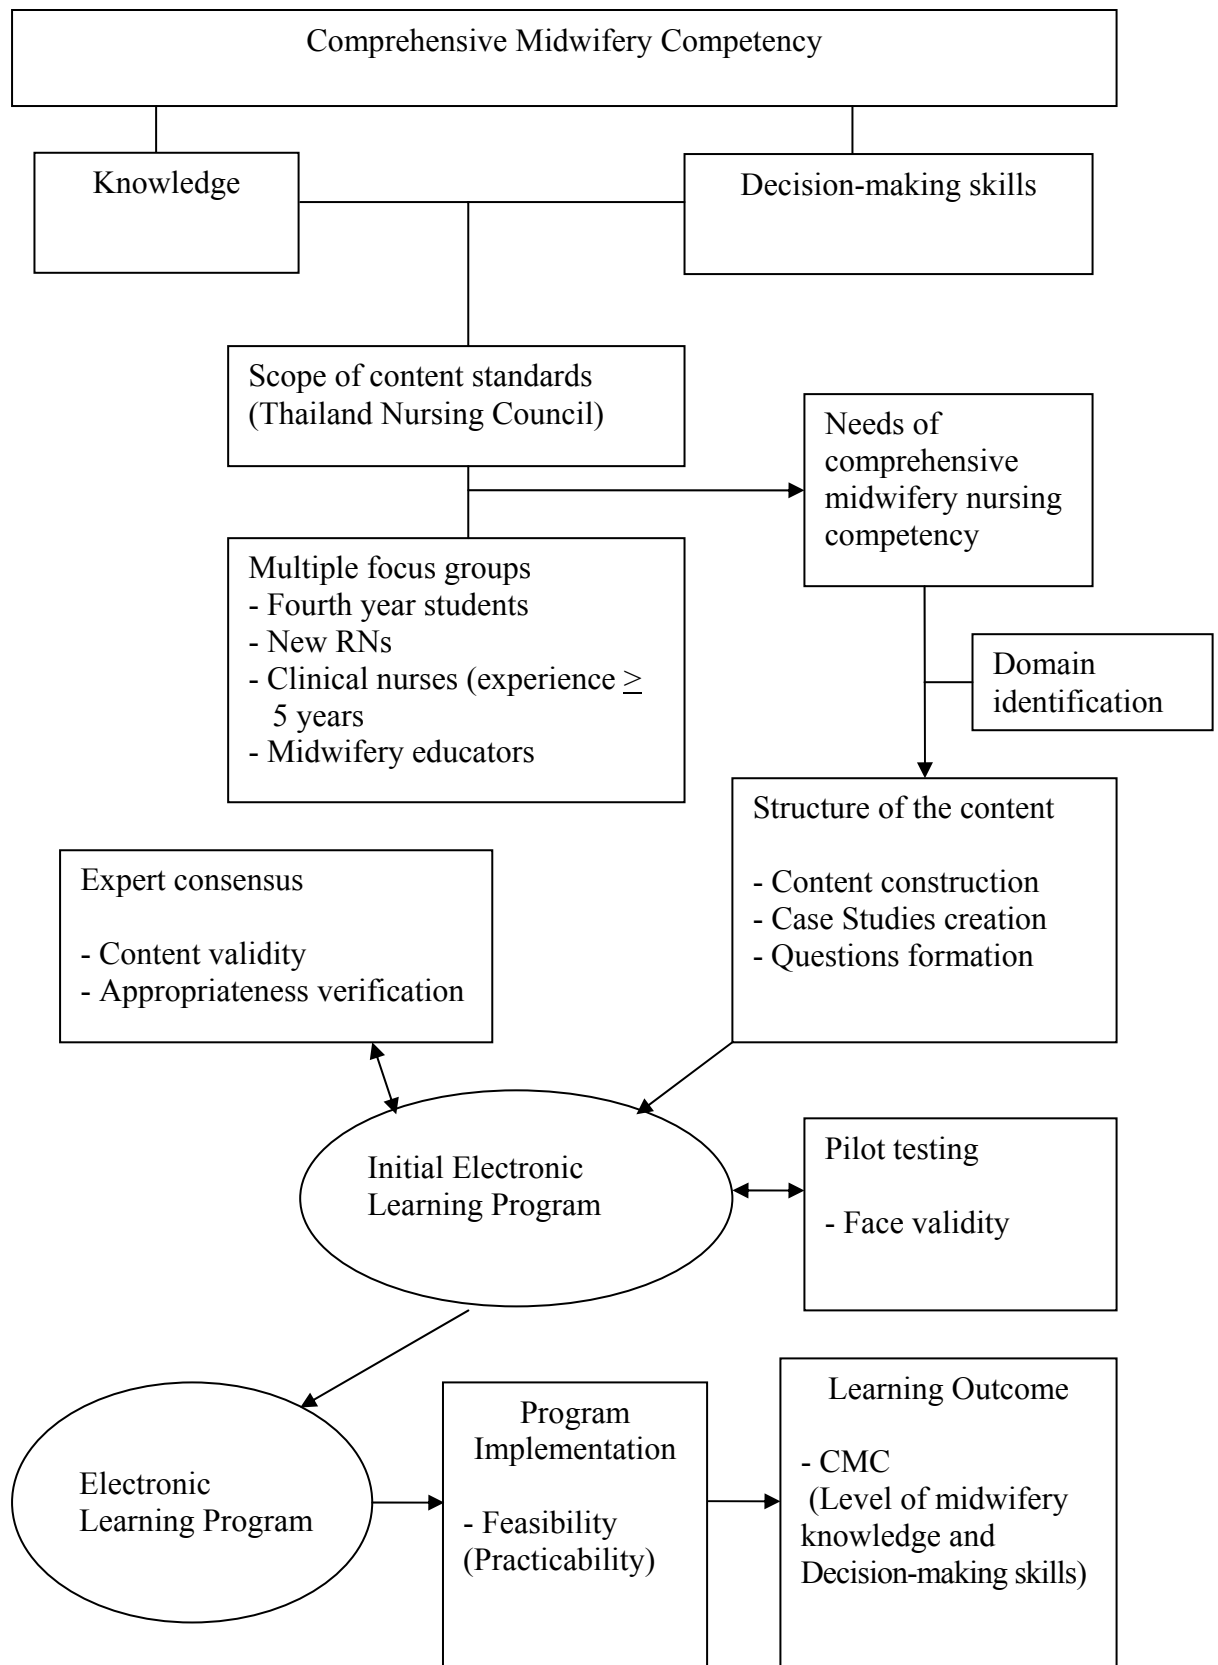 Comprehensive Midwifery Competency
Knowledge
Decision-making skills
Scope of content standards
(Thailand Nursing Council)
Needs of
comprehensive
midwifery nursing
competency
Multiple focus groups
- Fourth year students
- New RNs
- Clinical nurses (experience ≥
5 years
- Midwifery educators
Domain
identification
Structure of the content
- Content construction
- Case Studies creation
- Questions formation
Expert consensus
- Content validity
- Appropriateness verification
Initial Electronic
Learning Program
Pilot testing
- Face validity
Electronic
Learning Program
Program
Implementation
- Feasibility
(Practicability)
Learning Outcome
- CMC
(Level of midwifery
knowledge and
Decision-making skills)